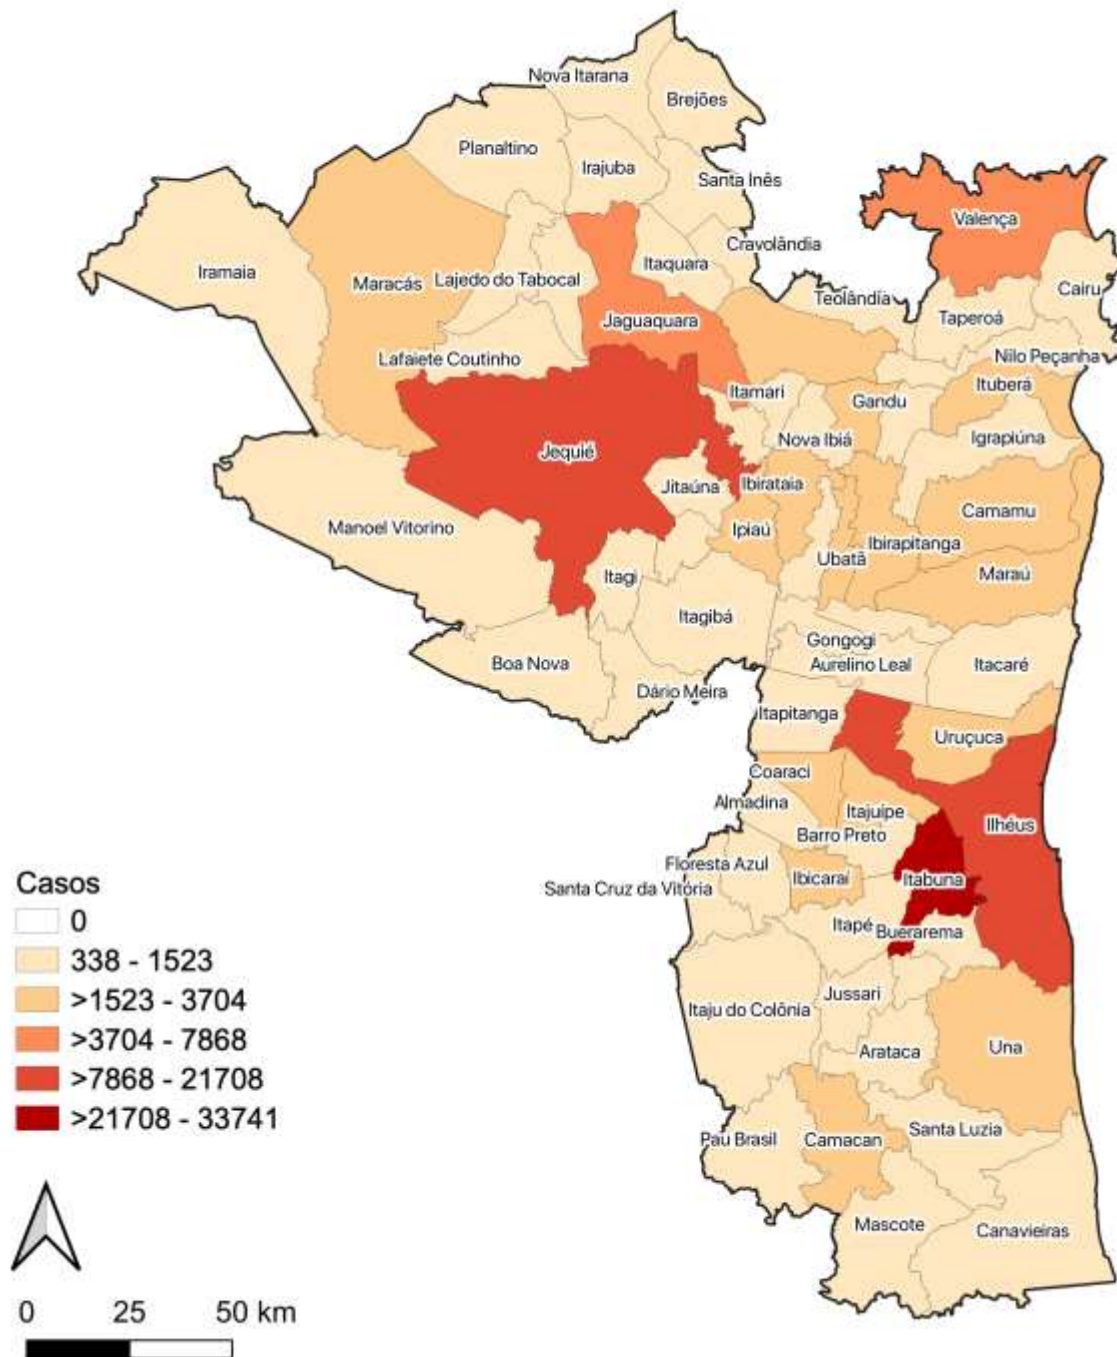 Nova Itarana
Brejões
Planaltino
Irajuba
Santa Inês
Valença
Cravolândia
Itaquara
Iramaia
Maracás
Lajedo do Tabocal
Cairu
Teolândia
Taperoá
Jaguaquara
Lafaiete Coutinho
Nilo Peçanha
Ituberá
Itamari
Gandu
Nova Ibiá
Igrapiúna
Jequié
Jitaúna
Ibirataia
Camamu
Manoel Vitorino
Ipiaú
Ibirapitanga
Ubatã
Maraú
Itagi
Itagibá
Gongogi
Boa Nova
Aurelino Leal
Itacaré
Dário Meira
Itapitanga
Uruçuca
Coaraci
Almadina
Itajuípe
Ilhéus
Barro Preto
Floresta Azul
Ibicaraí
Itabuna
Santa Cruz da Vitória
Itapé
Buerarema
Jussari
Itaju do Colônia
Una
Arataca
Santa Luzia
Pau Brasil
Camacan
Mascote
Canavieiras
Casos
0
338 - 1523
>1523 - 3704
>3704 - 7868
>7868 - 21708
>21708 - 33741
0 25 50 km